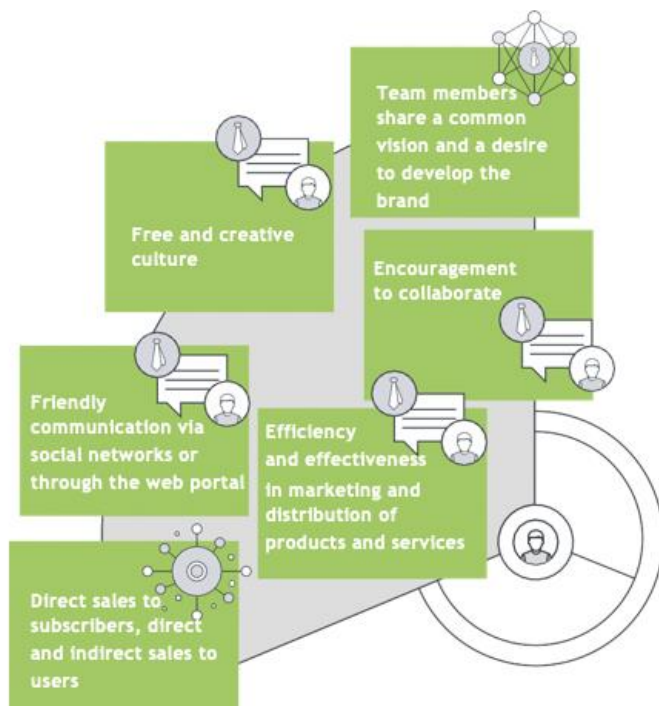 Team members
share a common
vision and a desire
to develop the
brand
Free and creative
culture
Encouragement
to collaborate
Friendly
communication via
social networks or
through the web portal
Efficiency
and effectiveness
in marketing and
distribution of
products and services
Direct sales to
subscribers, direct
and indirect sales to
users